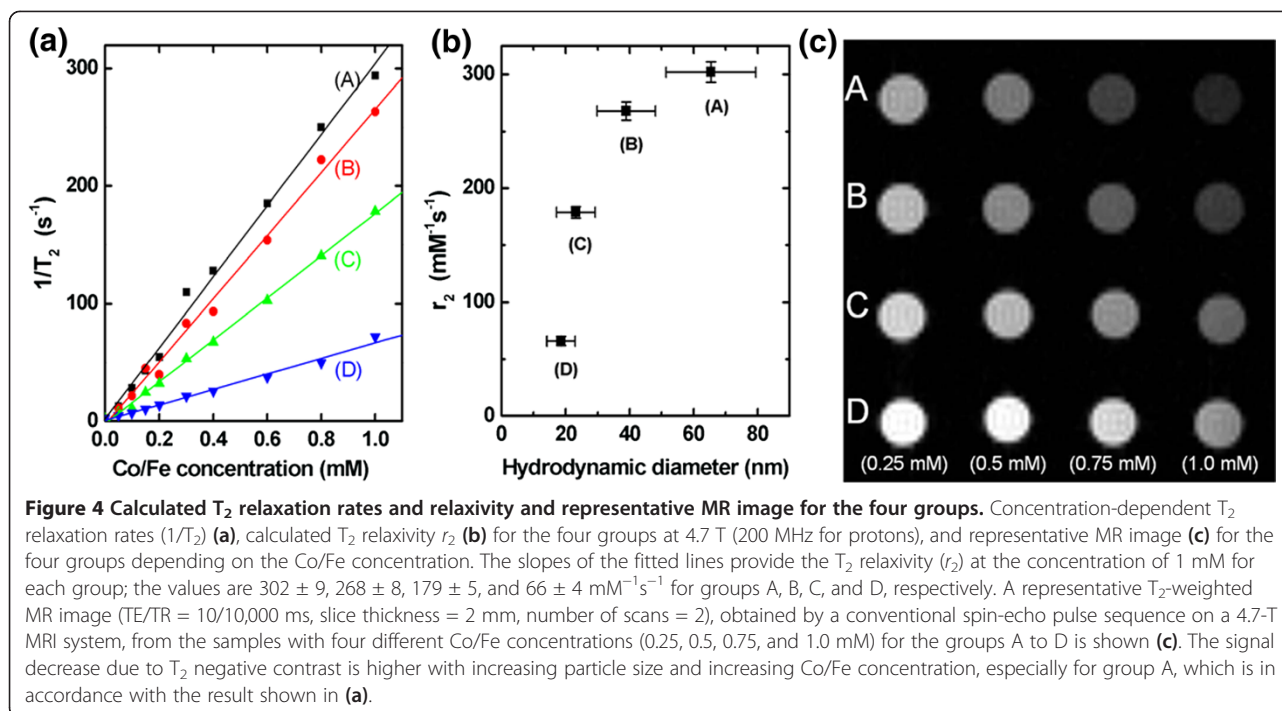 (a)
(b)
(c)
300
200
100
0
1/T₂ (s⁻¹)
(A)
(B)
(C)
(D)
0.0 0.2 0.4 0.6 0.8 1.0
Co/Fe concentration (mM)
300
200
100
0
r₂ (mM⁻¹s⁻¹)
(A)
(B)
(C)
(D)
0 20 40 60 80
Hydrodynamic diameter (nm)
A
B
C
D
(0.25 mM) (0.5 mM) (0.75 mM) (1.0 mM)
Figure 4 Calculated T₂ relaxation rates and relaxivity and representative MR image for the four groups. Concentration-dependent T₂
relaxation rates (1/T₂) (a), calculated T₂ relaxivity r₂ (b) for the four groups at 4.7 T (200 MHz for protons), and representative MR image (c) for the
four groups depending on the Co/Fe concentration. The slopes of the fitted lines provide the T₂ relaxivity (r₂) at the concentration of 1 mM for
each group; the values are 302 ± 9, 268 ± 8, 179 ± 5, and 66 ± 4 mM⁻¹s⁻¹ for groups A, B, C, and D, respectively. A representative T₂-weighted
MR image (TE/TR = 10/10,000 ms, slice thickness = 2 mm, number of scans = 2), obtained by a conventional spin-echo pulse sequence on a 4.7-T
MRI system, from the samples with four different Co/Fe concentrations (0.25, 0.5, 0.75, and 1.0 mM) for the groups A to D is shown (c). The signal
decrease due to T₂ negative contrast is higher with increasing particle size and increasing Co/Fe concentration, especially for group A, which is in
accordance with the result shown in (a).